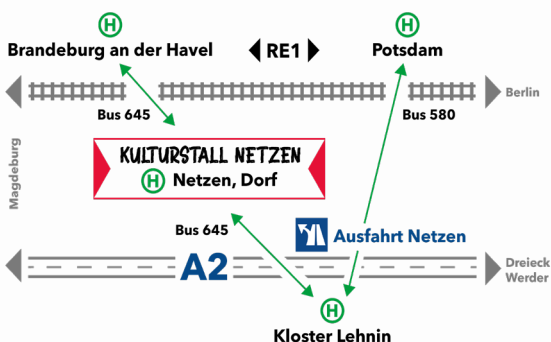 H
H
Brandeburg an der Havel
RE1
Potsdam
Berlin
Bus 645
Bus 580
Magdeburg
KULTURSTALL NETZEN
H Netzen, Dorf
Bus 645
Ausfahrt Netzen
A2
Dreieck
Werder
H
Kloster Lehnin